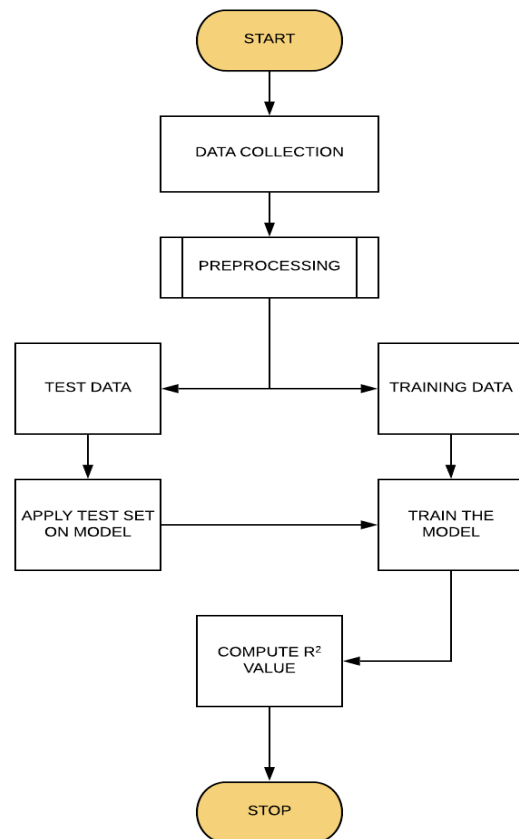 START
DATA COLLECTION
PREPROCESSING
TEST DATA
TRAINING DATA
APPLY TEST SET
ON MODEL
TRAIN THE
MODEL
COMPUTE R²
VALUE
STOP